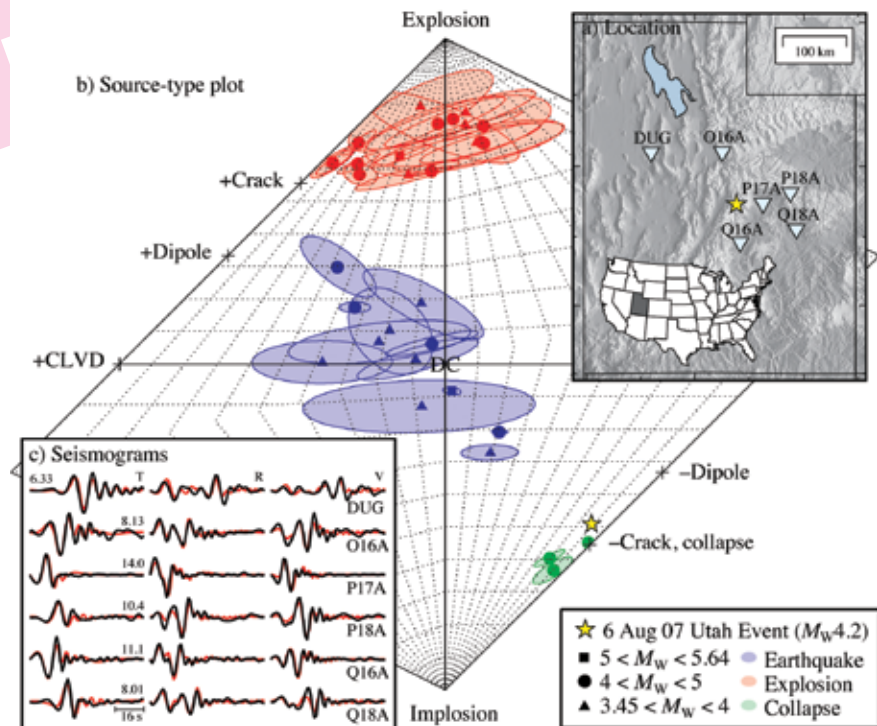 Explosion
b) Source-type plot
+Crack
+Dipole
+CLVD
DC
–Dipole
–Crack, collapse
Implosion
a) Location
100 km
DUG
O16A
P17A
P18A
Q16A
Q18A
c) Seismograms
T R V
6.33
DUG
8.13
O16A
14.0
P17A
10.4
P18A
11.1
Q16A
8.01
16 s
Q18A
6 Aug 07 Utah Event (MW4.2)
5 < MW < 5.64 Earthquake
4 < MW < 5 Explosion
3.45 < MW < 4 Collapse